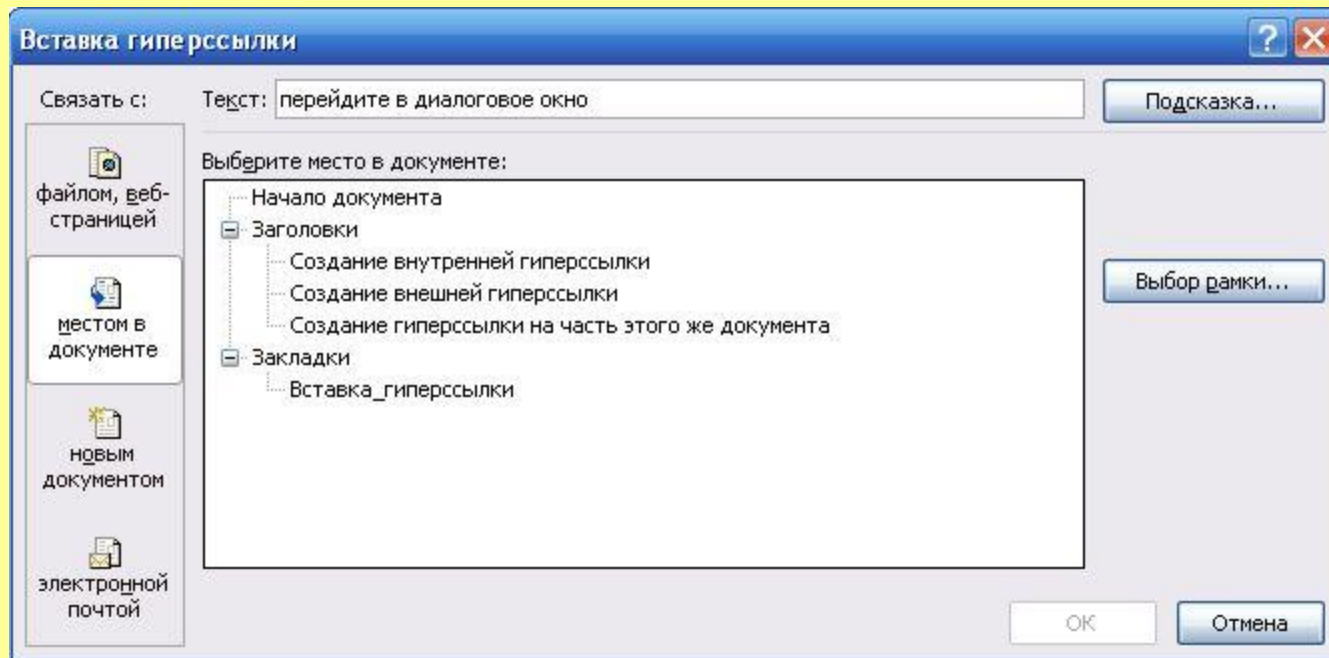 Вставка гиперссылки
Связать с:
Текст: перейдите в диалоговое окно
Подсказка...
файлом, веб-
страницей
местом в
документе
новым
документом
электронной
почтой
Выберите место в документе:
Начало документа
Заголовки
Создание внутренней гиперссылки
Создание внешней гиперссылки
Создание гиперссылки на часть этого же документа
Закладки
Вставка_гиперссылки
Выбор рамки...
ОК
Отмена